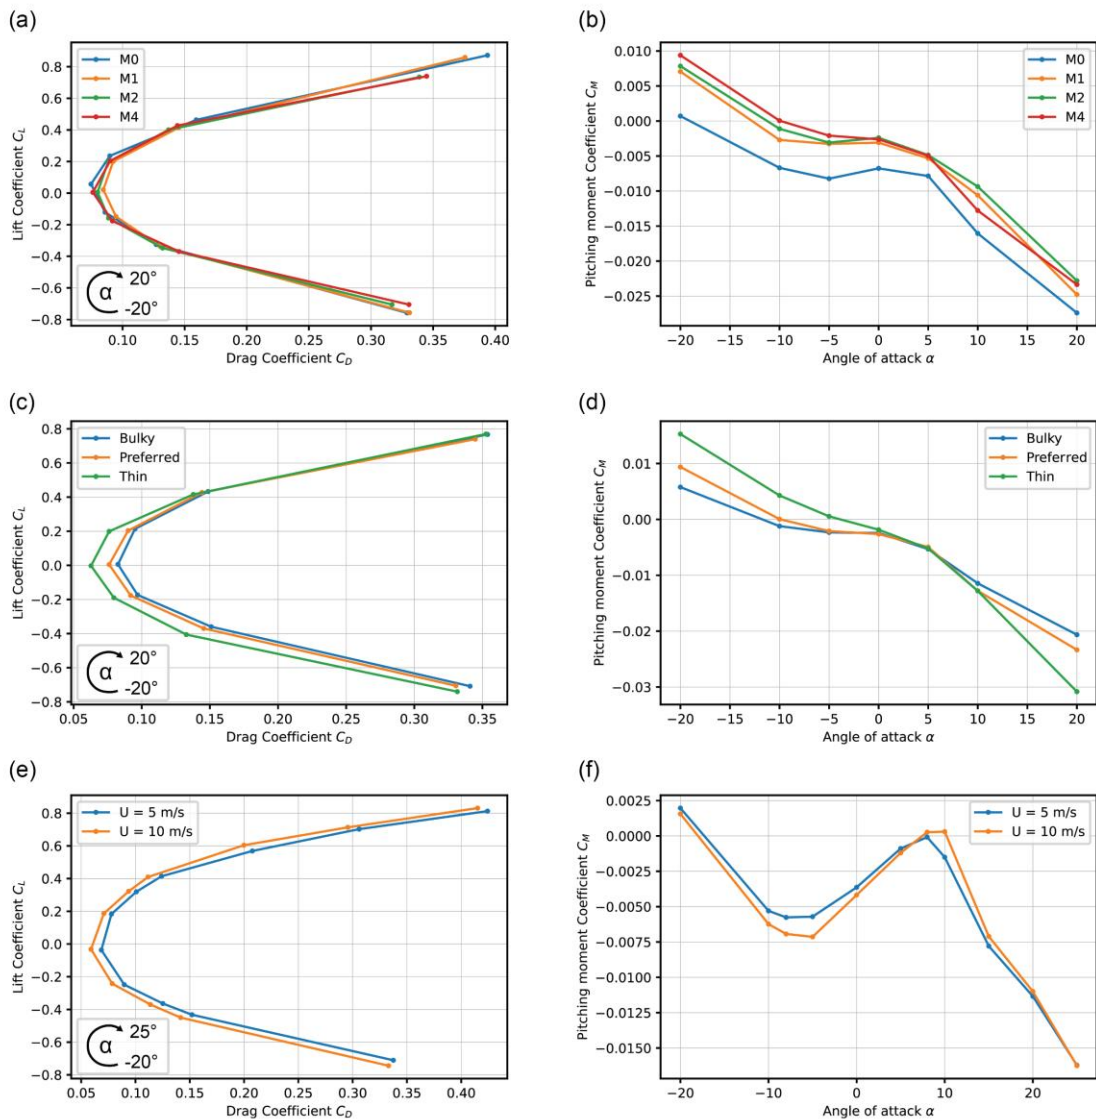 (a)
(b)
0.8
0.6
0.4
0.2
0.0
−0.2
−0.4
−0.6
−0.8
Lift Coefficient C_L
M0
M1
M2
M4
α
20°
-20°
0.10
0.15
0.20
0.25
0.30
0.35
0.40
Drag Coefficient C_D
0.010
0.005
0.000
−0.005
−0.010
−0.015
−0.020
−0.025
Pitching moment Coefficient C_M
M0
M1
M2
M4
−20
−15
−10
−5
0
5
10
15
20
Angle of attack α
(c)
(d)
0.8
0.6
0.4
0.2
0.0
−0.2
−0.4
−0.6
−0.8
Lift Coefficient C_L
Bulky
Preferred
Thin
α
20°
-20°
0.05
0.10
0.15
0.20
0.25
0.30
0.35
Drag Coefficient C_D
0.01
0.00
−0.01
−0.02
−0.03
Pitching moment Coefficient C_M
Bulky
Preferred
Thin
−20
−15
−10
−5
0
5
10
15
20
Angle of attack α
(e)
(f)
0.8
0.6
0.4
0.2
0.0
−0.2
−0.4
−0.6
−0.8
Lift Coefficient C_L
U = 5 m/s
U = 10 m/s
α
25°
-20°
0.05
0.10
0.15
0.20
0.25
0.30
0.35
0.40
Drag Coefficient C_D
0.0025
0.0000
−0.0025
−0.0050
−0.0075
−0.0100
−0.0125
−0.0150
Pitching moment Coefficient C_M
U = 5 m/s
U = 10 m/s
−20
−10
0
10
20
Angle of attack α